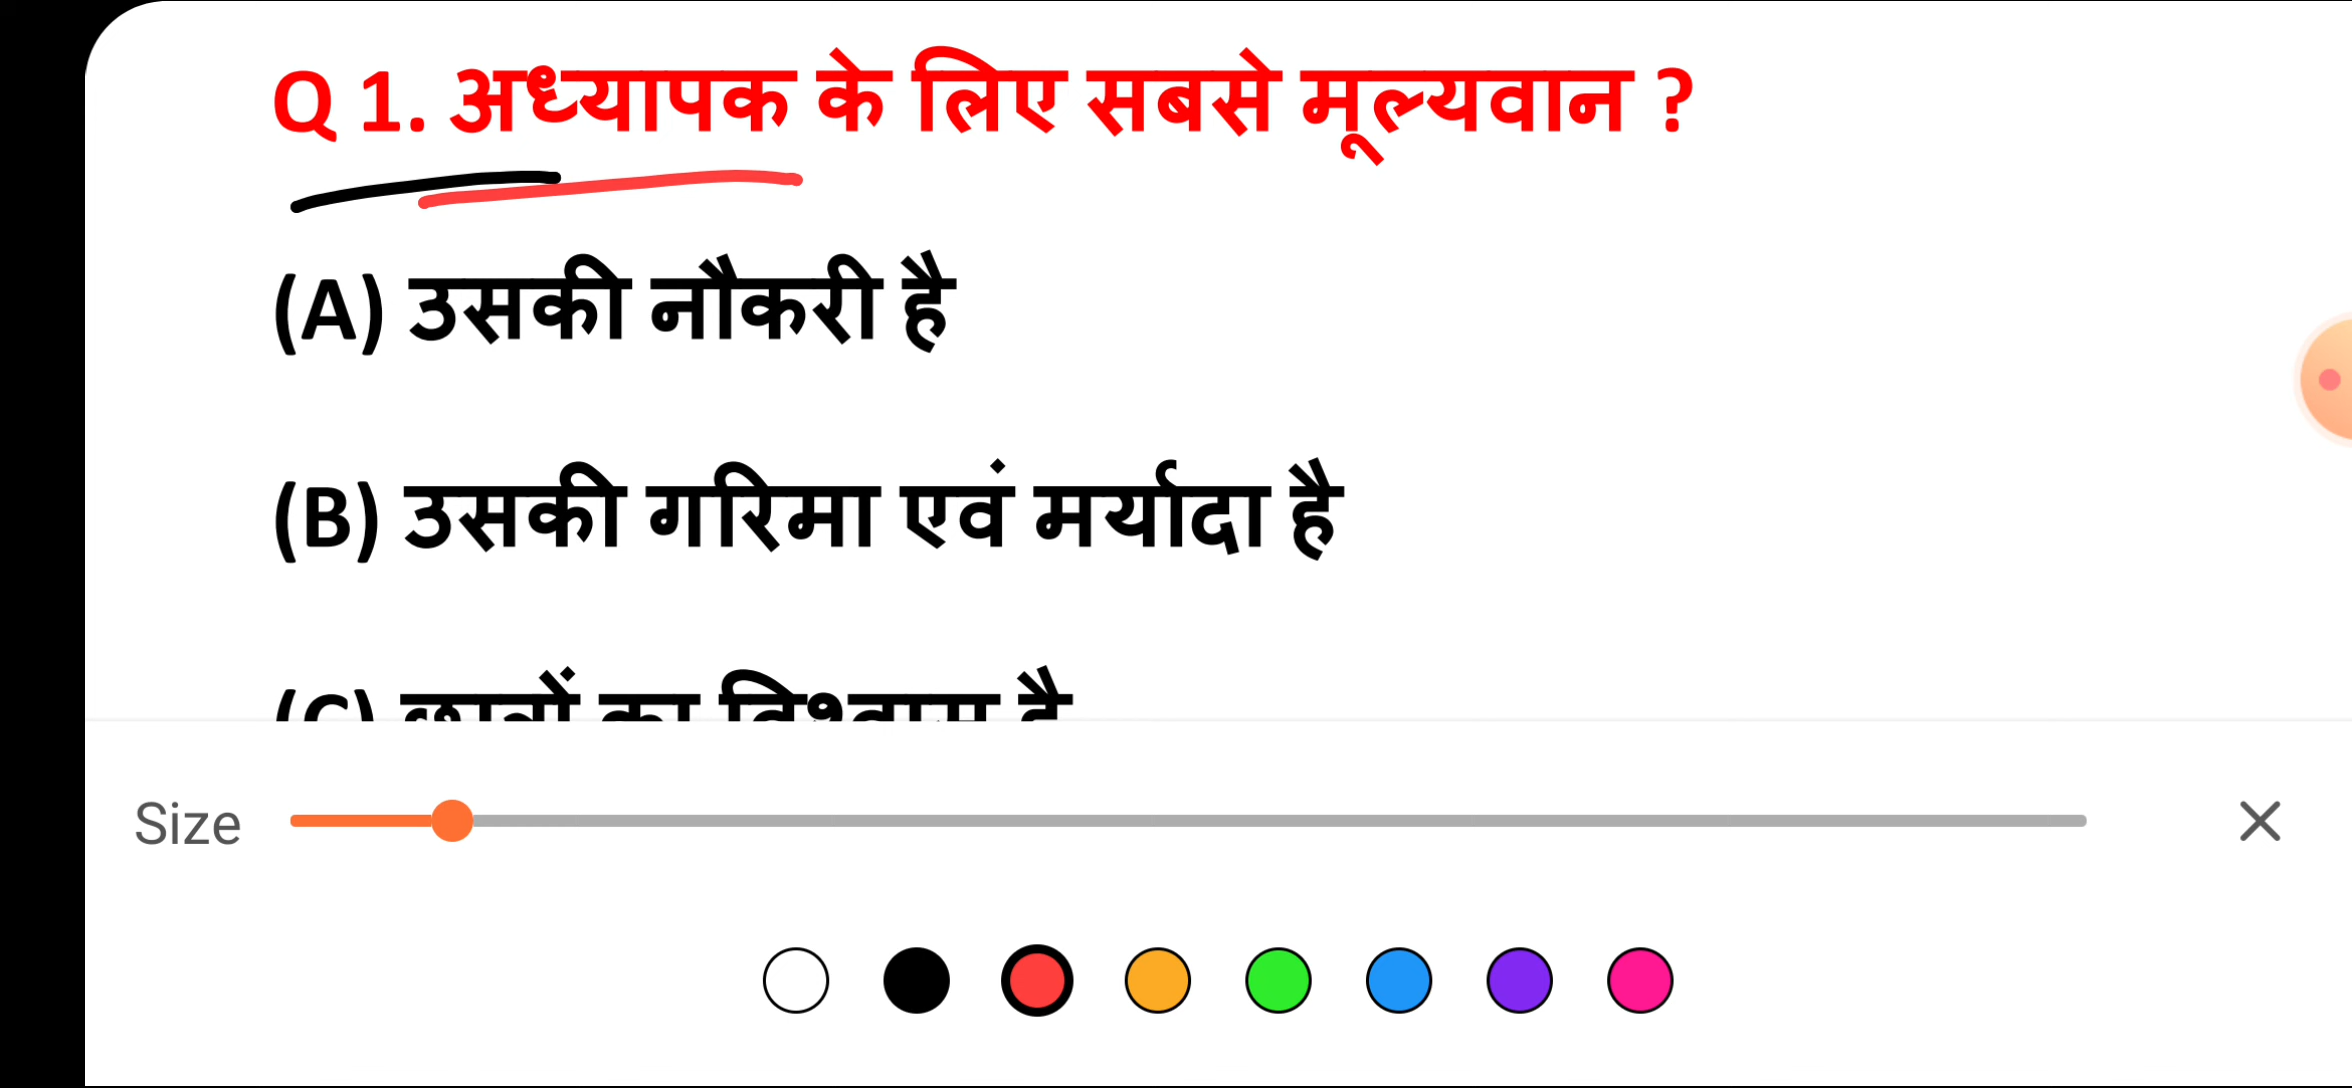 Q 1. अध्यापक के लिए सबसे मूल्यवान ?
(A) उसकी नौकरी है
(B) उसकी गरिमा एवं मर्यादा है
(C) छात्रों का विश्वास है
Size